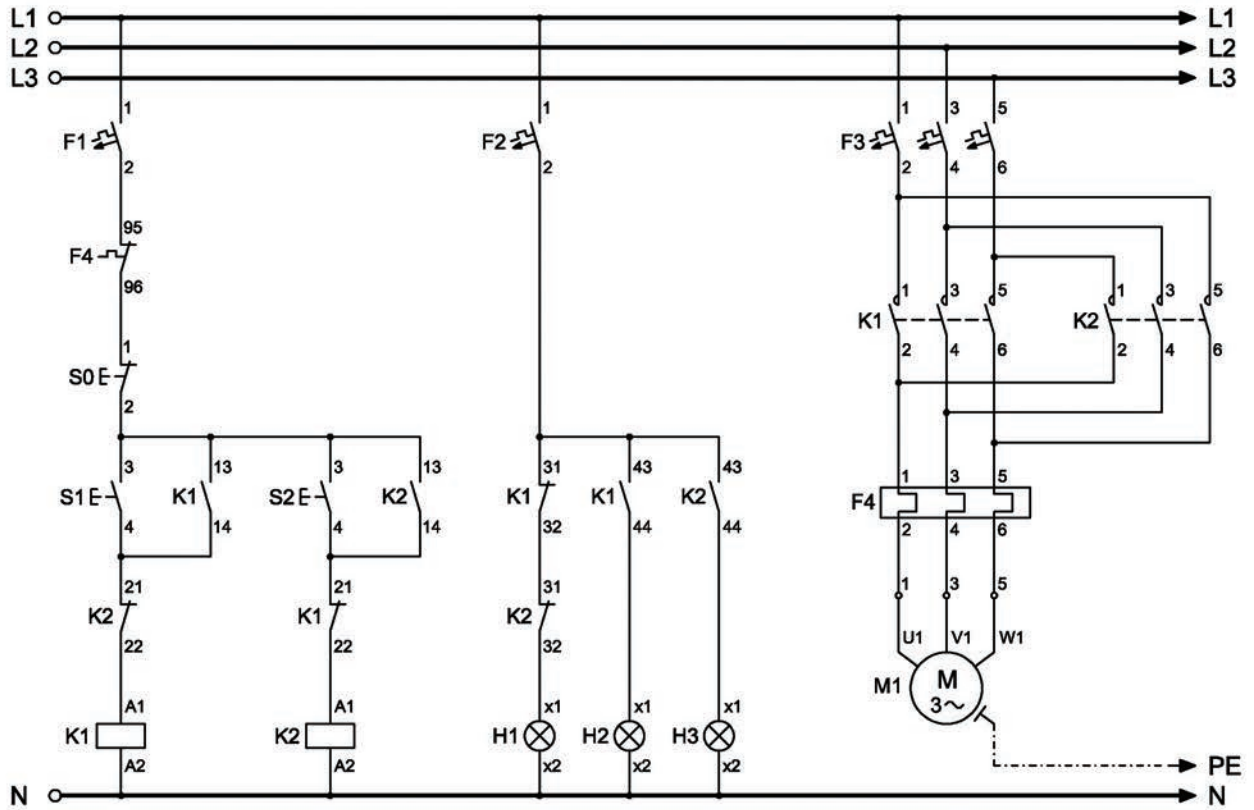 L1 L1
L2 L2
L3 L3
1 1 1 3 5
F1 F2 F3
2 2 2 4 6
95
F4
96
1 3 5 1 3 5
K1 K2
2 4 6 2 4 6
1
S0
2
3 13 3 13 31 43 43 1 3 5
S1 K1 S2 K2 K1 K1 K2 F4
4 14 4 14 32 44 44 2 4 6
21 21 31 1 3 5
K2 K1 K2
22 22 32 U1 V1 W1
M1 M
3~
A1 A1 x1 x1 x1
K1 K2 H1 H2 H3
A2 A2 x2 x2 x2 PE
N N